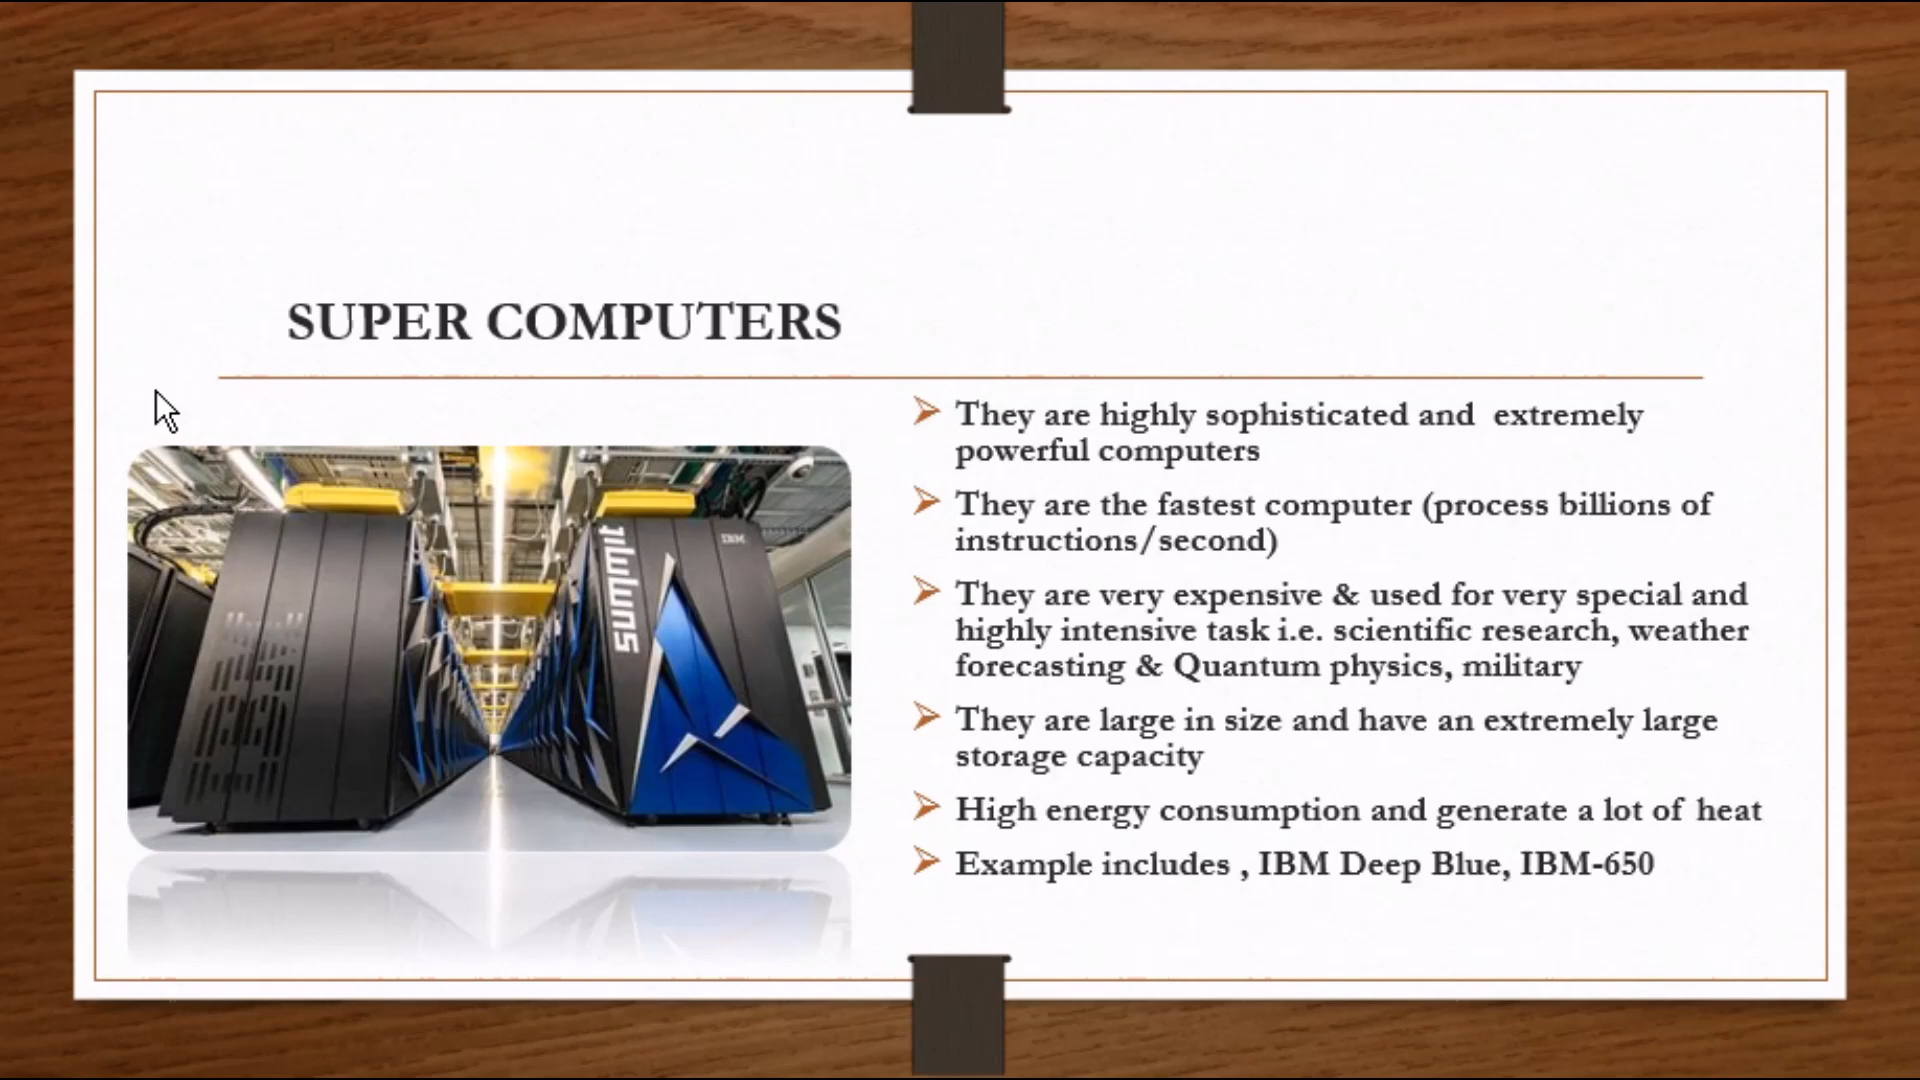 SUPER COMPUTERS
IBM
summit
IBM
They are highly sophisticated and extremely
powerful computers
They are the fastest computer (process billions of
instructions/second)
They are very expensive & used for very special and
highly intensive task i.e. scientific research, weather
forecasting & Quantum physics, military
They are large in size and have an extremely large
storage capacity
High energy consumption and generate a lot of heat
Example includes , IBM Deep Blue, IBM-650